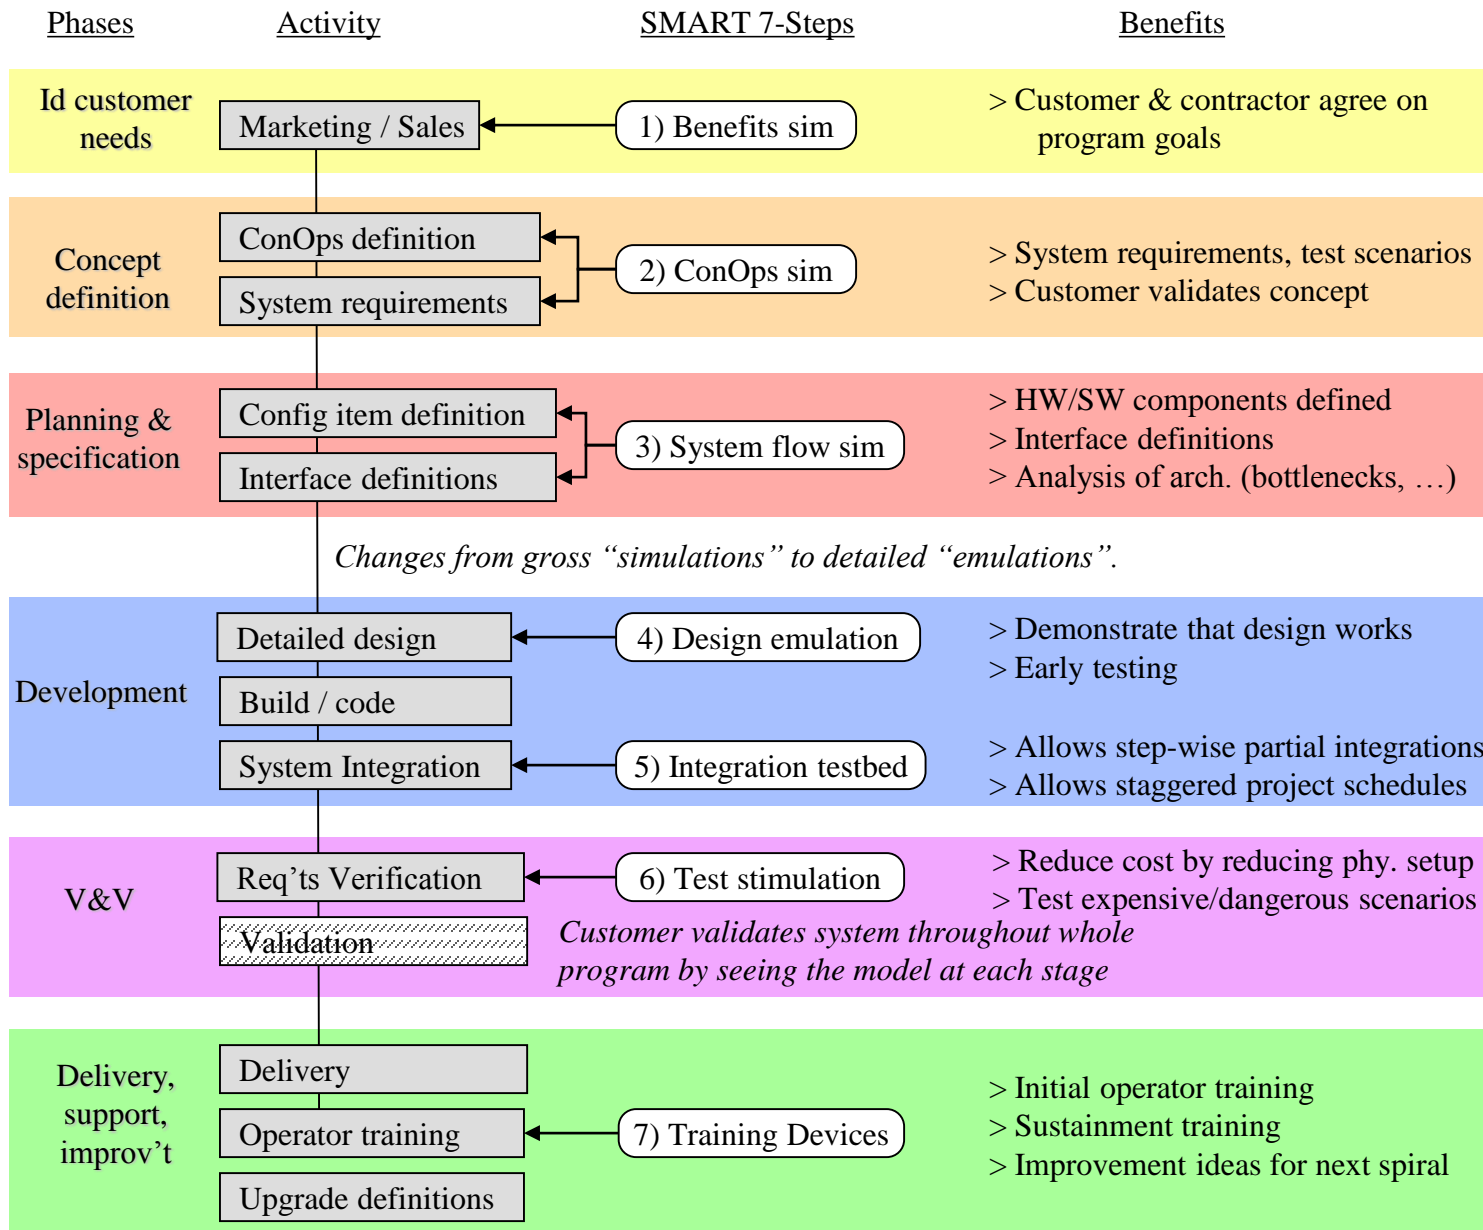 Phases Activity SMART 7-Steps Benefits
Id customer
needs
Marketing / Sales
1) Benefits sim
> Customer & contractor agree on
program goals
Concept
definition
ConOps definition
System requirements
2) ConOps sim
> System requirements, test scenarios
> Customer validates concept
Planning &
specification
Config item definition
Interface definitions
3) System flow sim
> HW/SW components defined
> Interface definitions
> Analysis of arch. (bottlenecks, …)
Changes from gross “simulations” to detailed “emulations”.
Development
Detailed design
Build / code
System Integration
4) Design emulation
5) Integration testbed
> Demonstrate that design works
> Early testing
> Allows step-wise partial integrations
> Allows staggered project schedules
V&V
Req’ts Verification
Validation
6) Test stimulation
Customer validates system throughout whole
program by seeing the model at each stage
> Reduce cost by reducing phy. setup
> Test expensive/dangerous scenarios
Delivery,
support,
improv’t
Delivery
Operator training
Upgrade definitions
7) Training Devices
> Initial operator training
> Sustainment training
> Improvement ideas for next spiral